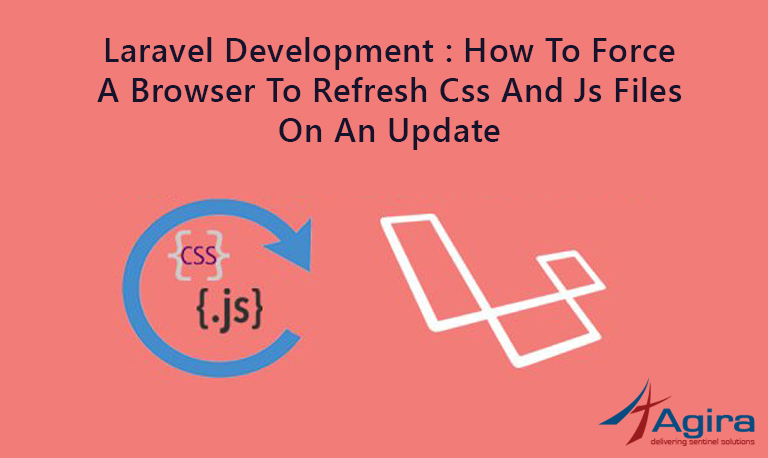 Laravel Development : How To Force
A Browser To Refresh Css And Js Files
On An Update
{CSS}
{.js}
Agira
delivering sentinel solutions